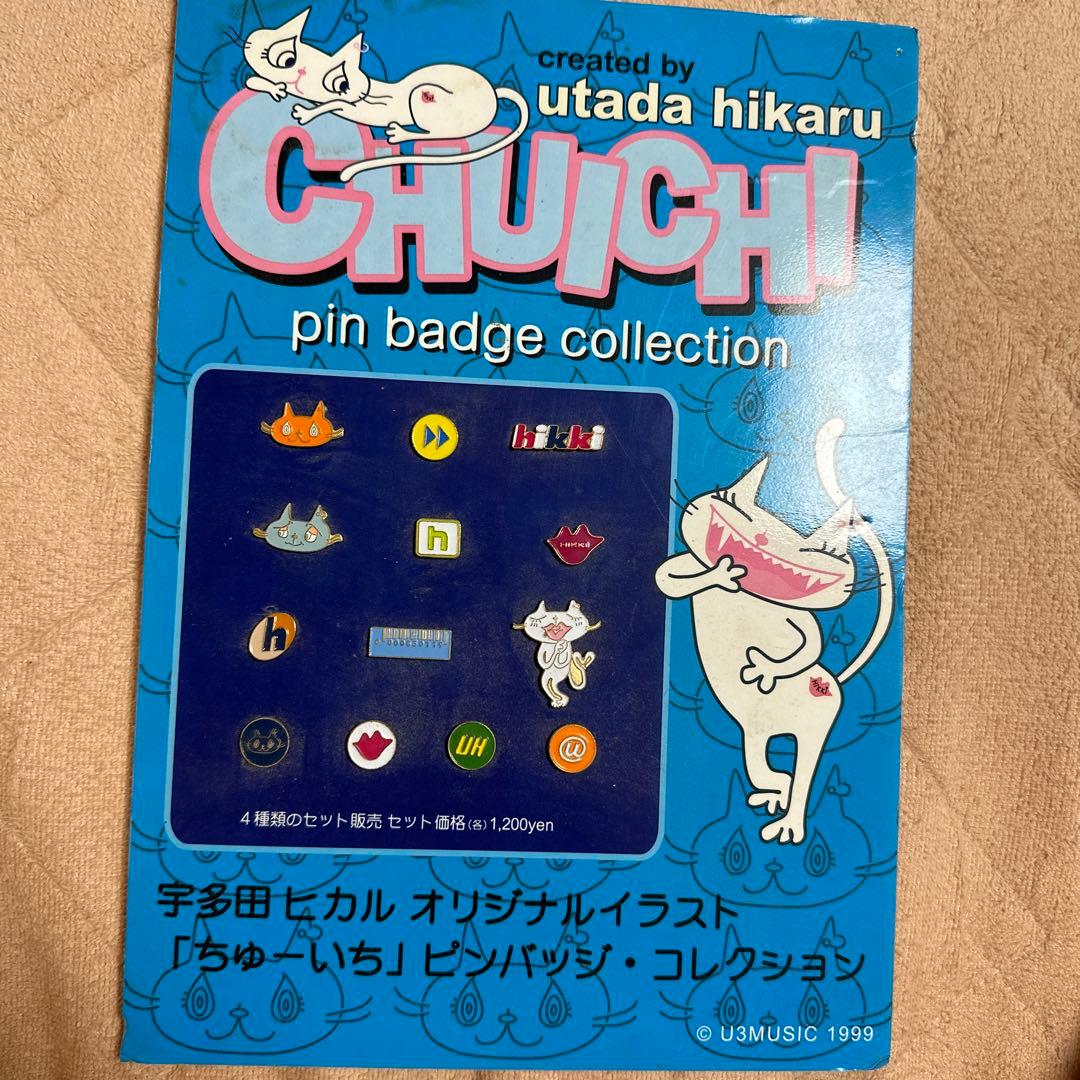 created by
utada hikaru
CHUICHI
pin badge collection
hikki
h
h
UH
@
4種類のセット販売 セット価格(各)1,200yen
宇多田ヒカル オリジナルイラスト
「ちゅーいち」ピンバッジ・コレクション
© U3MUSIC 1999